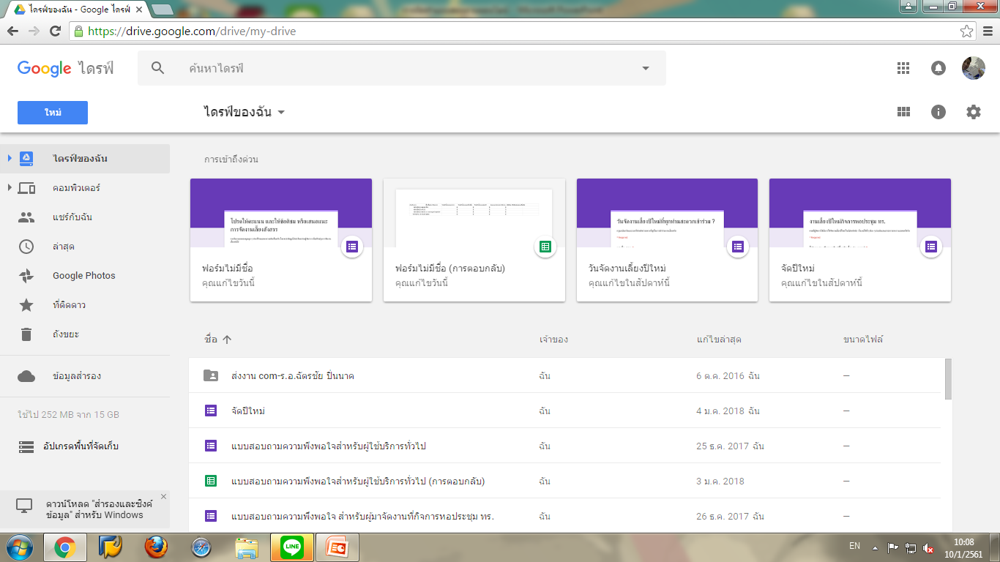 ไดรฟ์ของฉัน - Google ไดรฟ์
Microsoft PowerPoint
https://drive.google.com/drive/my-drive
Google ไดรฟ์
ค้นหาไดรฟ์
ใหม่
ไดรฟ์ของฉัน
ไดรฟ์ของฉัน
คอมพิวเตอร์
แชร์กับฉัน
ล่าสุด
Google Photos
ที่ติดดาว
ถังขยะ
ข้อมูลสำรอง
ใช้ไป 252 MB จาก 15 GB
อัปเกรดพื้นที่จัดเก็บ
ดาวน์โหลด "สำรองและซิงค์
ข้อมูล" สำหรับ Windows
การเข้าถึงด่วน
โปรดให้คะแนน และให้ข้อติชม หรือเสนอแนะ
การจัดงานเลี้ยงสังสรร
ฟอร์มไม่มีชื่อ
คุณแก้ไขวันนี้
ฟอร์มไม่มีชื่อ (การตอบกลับ)
คุณแก้ไขวันนี้
วันจัดงานเลี้ยงปีใหม่ที่ทุกท่านสะดวกเข้าร่วม ?
* Required
วันจัดงานเลี้ยงปีใหม่
คุณแก้ไขในสัปดาห์นี้
งานเลี้ยงปีใหม่กิจการหอประชุม ทร.
* Required
จัดปีใหม่
คุณแก้ไขในสัปดาห์นี้
ชื่อ เจ้าของ แก้ไขล่าสุด ขนาดไฟล์
ส่งงาน com-ร.อ.ฉัตรชัย ปิ่นนาค ฉัน 6 ต.ค. 2016 ฉัน —
จัดปีใหม่ ฉัน 4 ม.ค. 2018 ฉัน —
แบบสอบถามความพึงพอใจสำหรับผู้ใช้บริการทั่วไป ฉัน 25 ธ.ค. 2017 ฉัน —
แบบสอบถามความพึงพอใจสำหรับผู้ใช้บริการทั่วไป (การตอบกลับ) ฉัน 3 ม.ค. 2018 —
แบบสอบถามความพึงพอใจ สำหรับผู้มาจัดงานที่กิจการหอประชุม ทร. ฉัน 26 ธ.ค. 2017 ฉัน —
LINE
EN
10:08
10/1/2561